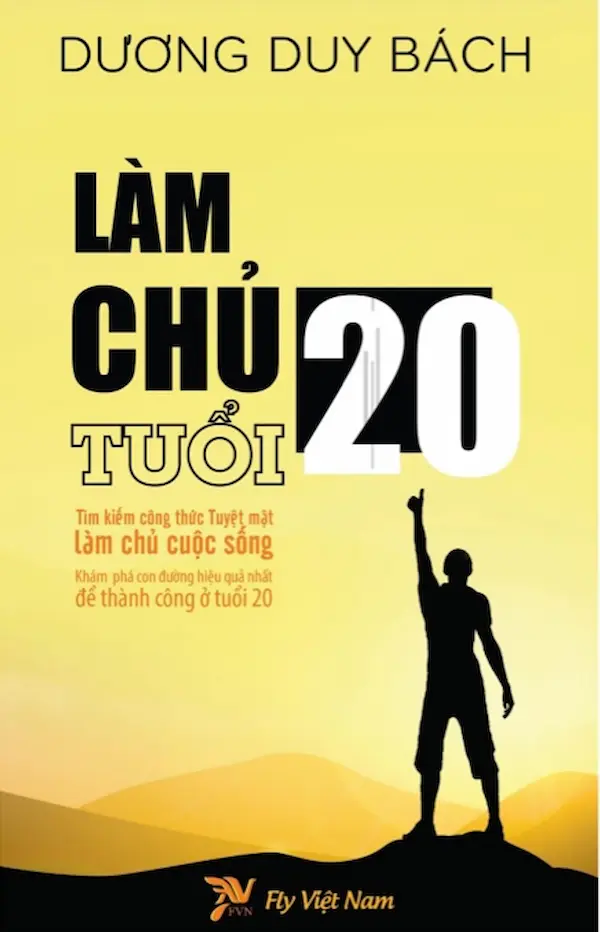 DƯƠNG DUY BÁCH
LÀM
CHỦ
TUỔI 20
Tìm kiếm công thức Tuyệt mật
làm chủ cuộc sống
Khám phá con đường hiệu quả nhất
để thành công ở tuổi 20
FVN Fly Việt Nam